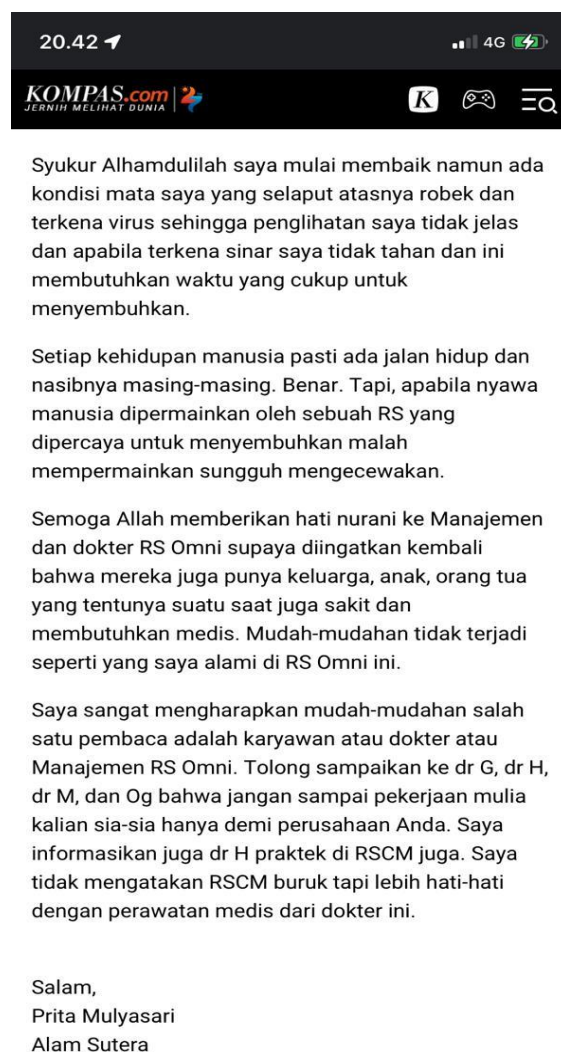 20.42
4G
KOMPAS.com
JERNIH MELIHAT DUNIA
K
Syukur Alhamdulilah saya mulai membaik namun ada
kondisi mata saya yang selaput atasnya robek dan
terkena virus sehingga penglihatan saya tidak jelas
dan apabila terkena sinar saya tidak tahan dan ini
membutuhkan waktu yang cukup untuk
menyembuhkan.
Setiap kehidupan manusia pasti ada jalan hidup dan
nasibnya masing-masing. Benar. Tapi, apabila nyawa
manusia dipermainkan oleh sebuah RS yang
dipercaya untuk menyembuhkan malah
mempermainkan sungguh mengecewakan.
Semoga Allah memberikan hati nurani ke Manajemen
dan dokter RS Omni supaya diingatkan kembali
bahwa mereka juga punya keluarga, anak, orang tua
yang tentunya suatu saat juga sakit dan
membutuhkan medis. Mudah-mudahan tidak terjadi
seperti yang saya alami di RS Omni ini.
Saya sangat mengharapkan mudah-mudahan salah
satu pembaca adalah karyawan atau dokter atau
Manajemen RS Omni. Tolong sampaikan ke dr G, dr H,
dr M, dan Og bahwa jangan sampai pekerjaan mulia
kalian sia-sia hanya demi perusahaan Anda. Saya
informasikan juga dr H praktek di RSCM juga. Saya
tidak mengatakan RSCM buruk tapi lebih hati-hati
dengan perawatan medis dari dokter ini.
Salam,
Prita Mulyasari
Alam Sutera